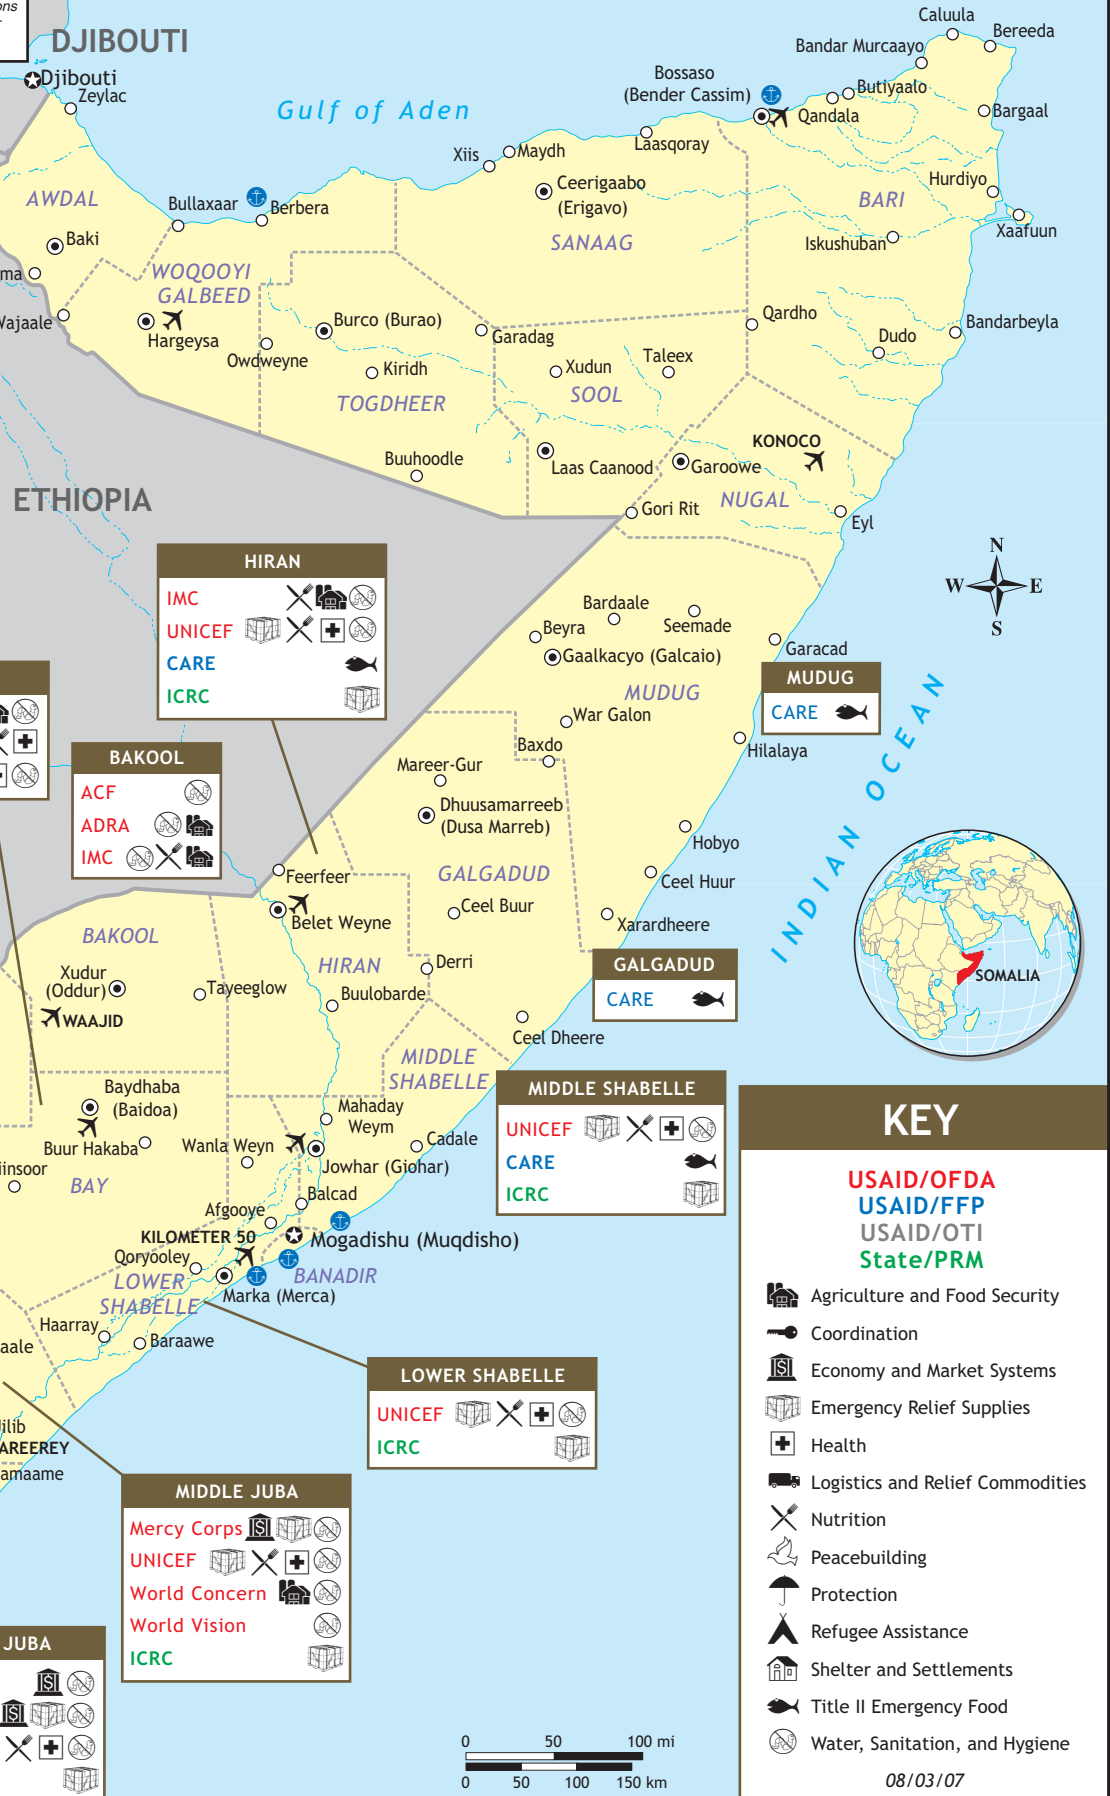 DJIBOUTI
Djibouti
Zeylac
Gulf of Aden
Caluula
Bereeda
Bandar Murcaayo
Bossaso
(Bender Cassim)
Butiyaalo
Qandala
Bargaal
Laasqoray
Xiis
Maydh
Hurdiyo
Xaafuun
AWDAL
Bullaxaar
Berbera
Ceerigaabo
(Erigavo)
SANAAG
BARI
Iskushuban
Baki
WOQOOYI
GALBEED
Hargeysa
Burco (Burao)
Garadag
Qardho
Bandarbeyla
Dudo
Owdweyne
Kiridh
Xudun
Taleex
TOGDHEER
SOOL
KONOCO
Buuhoodle
Laas Caanood
Garoowe
NUGAL
ETHIOPIA
Gori Rit
Eyl
N
W
E
S
HIRAN
IMC
UNICEF
CARE
ICRC
Bardaale
Seemade
Beyra
Gaalkacyo (Galcaio)
Garacad
MUDUG
MUDUG
CARE
War Galon
Baxdo
Hilalaya
INDIAN OCEAN
BAKOOL
ACF
ADRA
IMC
Mareer-Gur
Dhuusamarreeb
(Dusa Marreb)
Hobyo
GALGADUD
Ceel Huur
Feerfeer
Belet Weyne
Ceel Buur
Xarardheere
BAKOOL
HIRAN
Derri
GALGADUD
CARE
Xudur
(Oddur)
Tayeeglow
Buulobarde
WAAJID
Ceel Dheere
SOMALIA
MIDDLE
SHABELLE
MIDDLE SHABELLE
UNICEF
CARE
ICRC
Baydhaba
(Baidoa)
Mahaday
Weym
Buur Hakaba
Wanla Weyn
Cadale
Jowhar (Giohar)
BAY
Balcad
Afgooye
KILOMETER 50
Mogadishu (Muqdisho)
Qoryooley
LOWER
SHABELLE
BANADIR
Marka (Merca)
Haarray
Baraawe
LOWER SHABELLE
UNICEF
ICRC
AREEREY
MIDDLE JUBA
Mercy Corps
UNICEF
World Concern
World Vision
ICRC
JUBA
0 50 100 mi
0 50 100 150 km
KEY
USAID/OFDA
USAID/FFP
USAID/OTI
State/PRM
Agriculture and Food Security
Coordination
Economy and Market Systems
Emergency Relief Supplies
Health
Logistics and Relief Commodities
Nutrition
Peacebuilding
Protection
Refugee Assistance
Shelter and Settlements
Title II Emergency Food
Water, Sanitation, and Hygiene
08/03/07